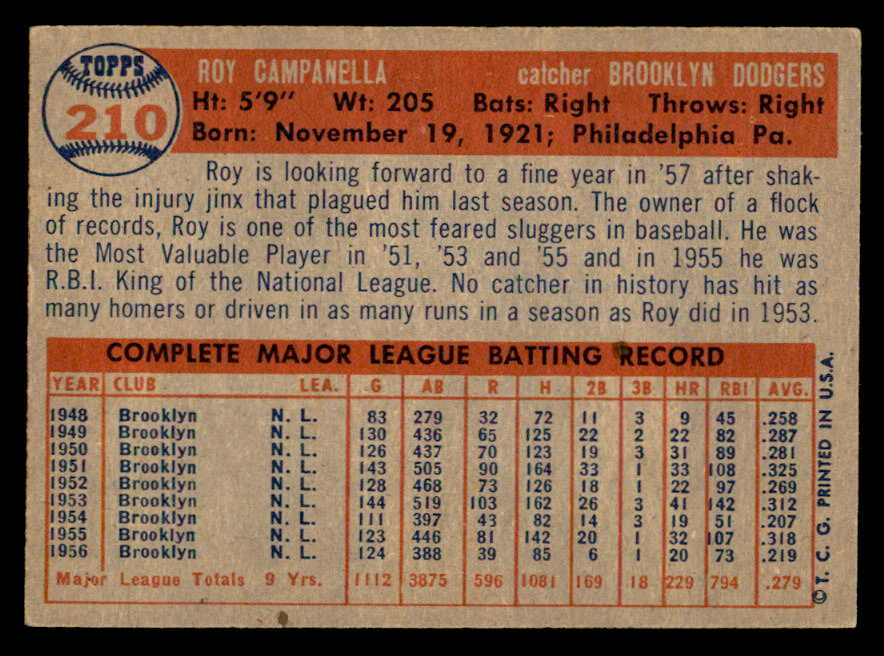 TOPPS
210
ROY CAMPANELLA catcher BROOKLYN DODGERS
Ht: 5'9" Wt: 205 Bats: Right Throws: Right
Born: November 19, 1921; Philadelphia Pa.
Roy is looking forward to a fine year in '57 after shak-
ing the injury jinx that plagued him last season. The owner of a flock
of records, Roy is one of the most feared sluggers in baseball. He was
the Most Valuable Player in '51, '53 and '55 and in 1955 he was
R.B.I. King of the National League. No catcher in history has hit as
many homers or driven in as many runs in a season as Roy did in 1953.
COMPLETE MAJOR LEAGUE BATTING RECORD
YEAR CLUB LEA. G AB R H 2B 3B HR RBI AVG.
1948 Brooklyn N. L. 83 279 32 72 11 3 9 45 .258
1949 Brooklyn N. L. 130 436 65 125 22 2 22 82 .287
1950 Brooklyn N. L. 126 437 70 123 19 3 31 89 .281
1951 Brooklyn N. L. 143 505 90 164 33 1 33 108 .325
1952 Brooklyn N. L. 128 468 73 126 18 1 22 97 .269
1953 Brooklyn N. L. 144 519 103 162 26 3 41 142 .312
1954 Brooklyn N. L. 111 397 43 82 14 3 19 51 .207
1955 Brooklyn N. L. 123 446 81 142 20 1 32 107 .318
1956 Brooklyn N. L. 124 388 39 85 6 1 20 73 .219
Major League Totals 9 Yrs. 1112 3875 596 1081 169 18 229 794 .279
©T. C. G. PRINTED IN U.S.A.